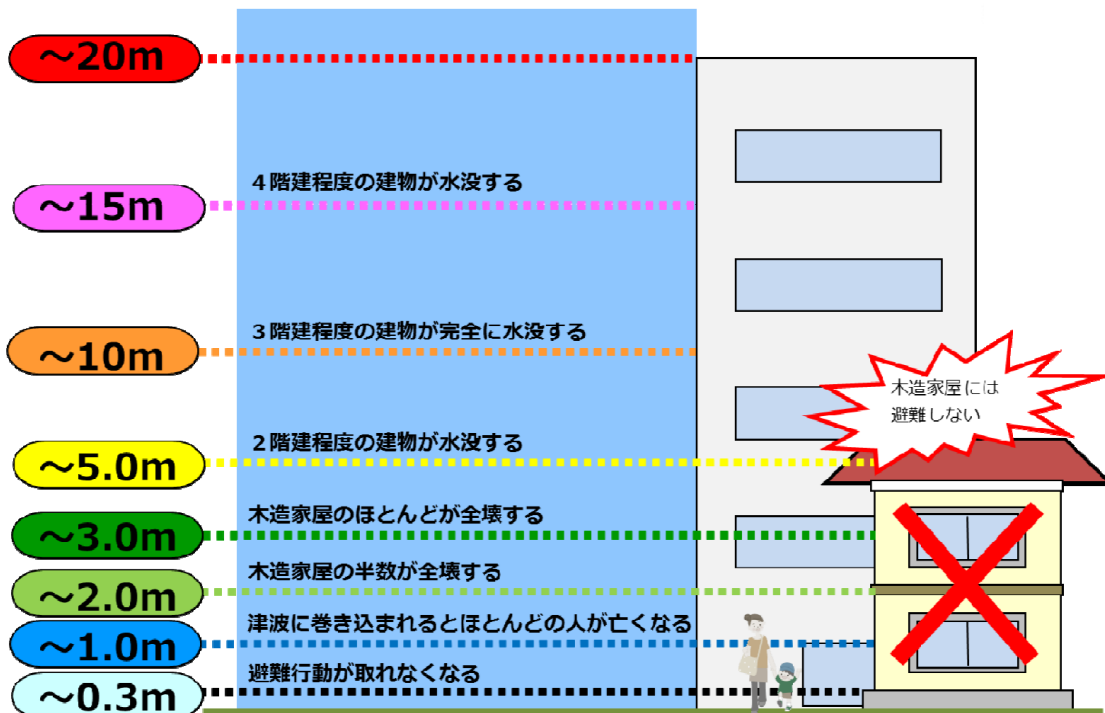 ～20m
４階建程度の建物が水没する
～15m
３階建程度の建物が完全に水没する
～10m
木造家屋には
避難しない
２階建程度の建物が水没する
～5.0m
木造家屋のほとんどが全壊する
～3.0m
木造家屋の半数が全壊する
～2.0m
津波に巻き込まれるとほとんどの人が亡くなる
～1.0m
避難行動が取れなくなる
～0.3m